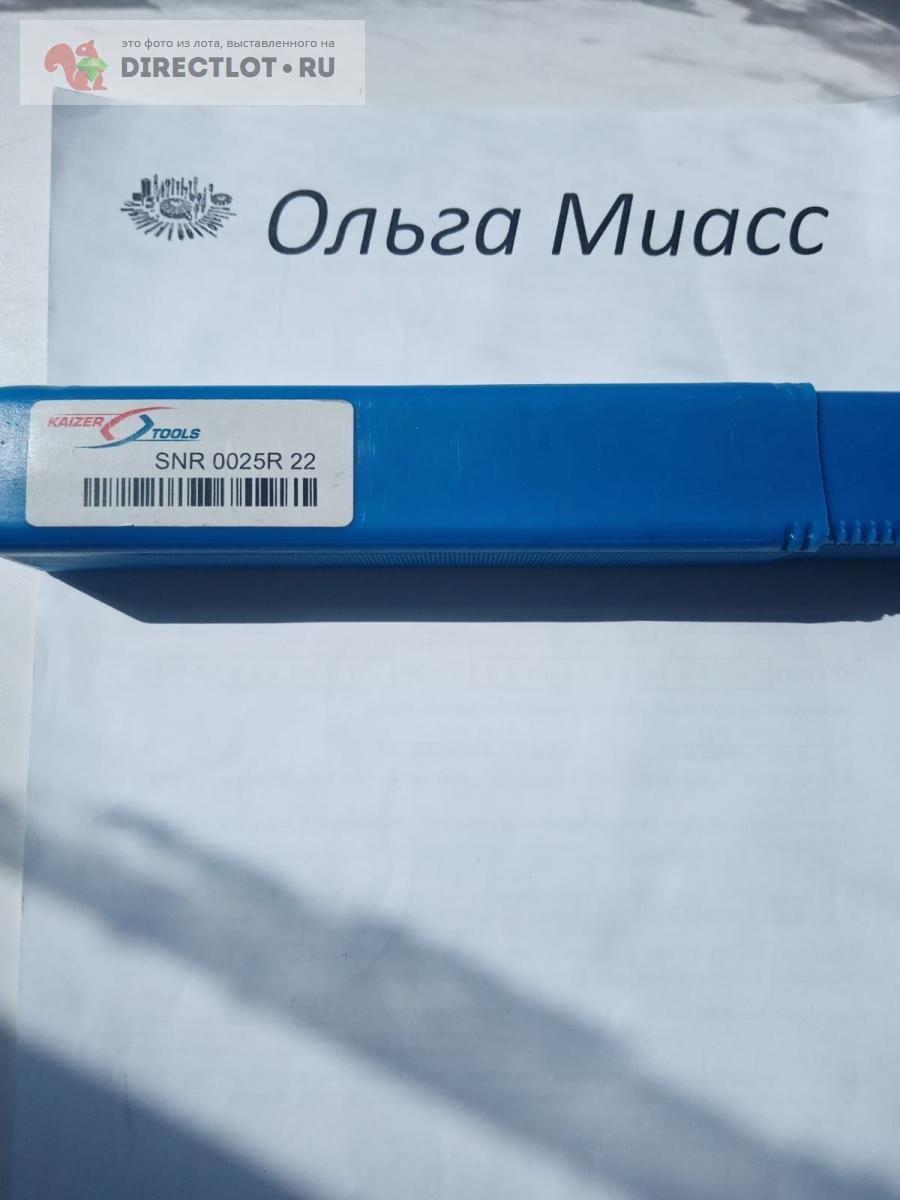 это фото из лота, выставленного на
DIRECTLOT•RU
Ольга Миасс
KAIZER TOOLS
SNR 0025R 22